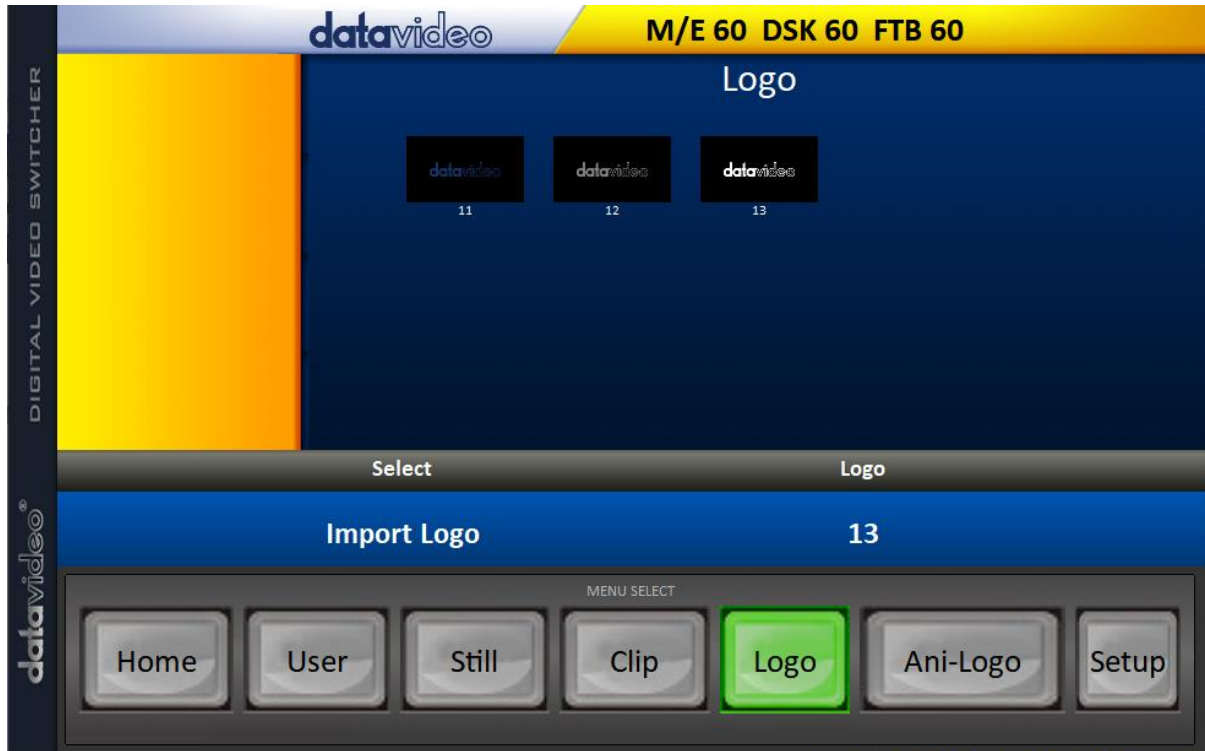 datavideo
M/E 60 DSK 60 FTB 60
Logo
datavideo
datavideo
datavideo
11
12
13
Select
Logo
Import Logo
13
MENU SELECT
Home
User
Still
Clip
Logo
Ani-Logo
Setup
DIGITAL VIDEO SWITCHER
datavideo®